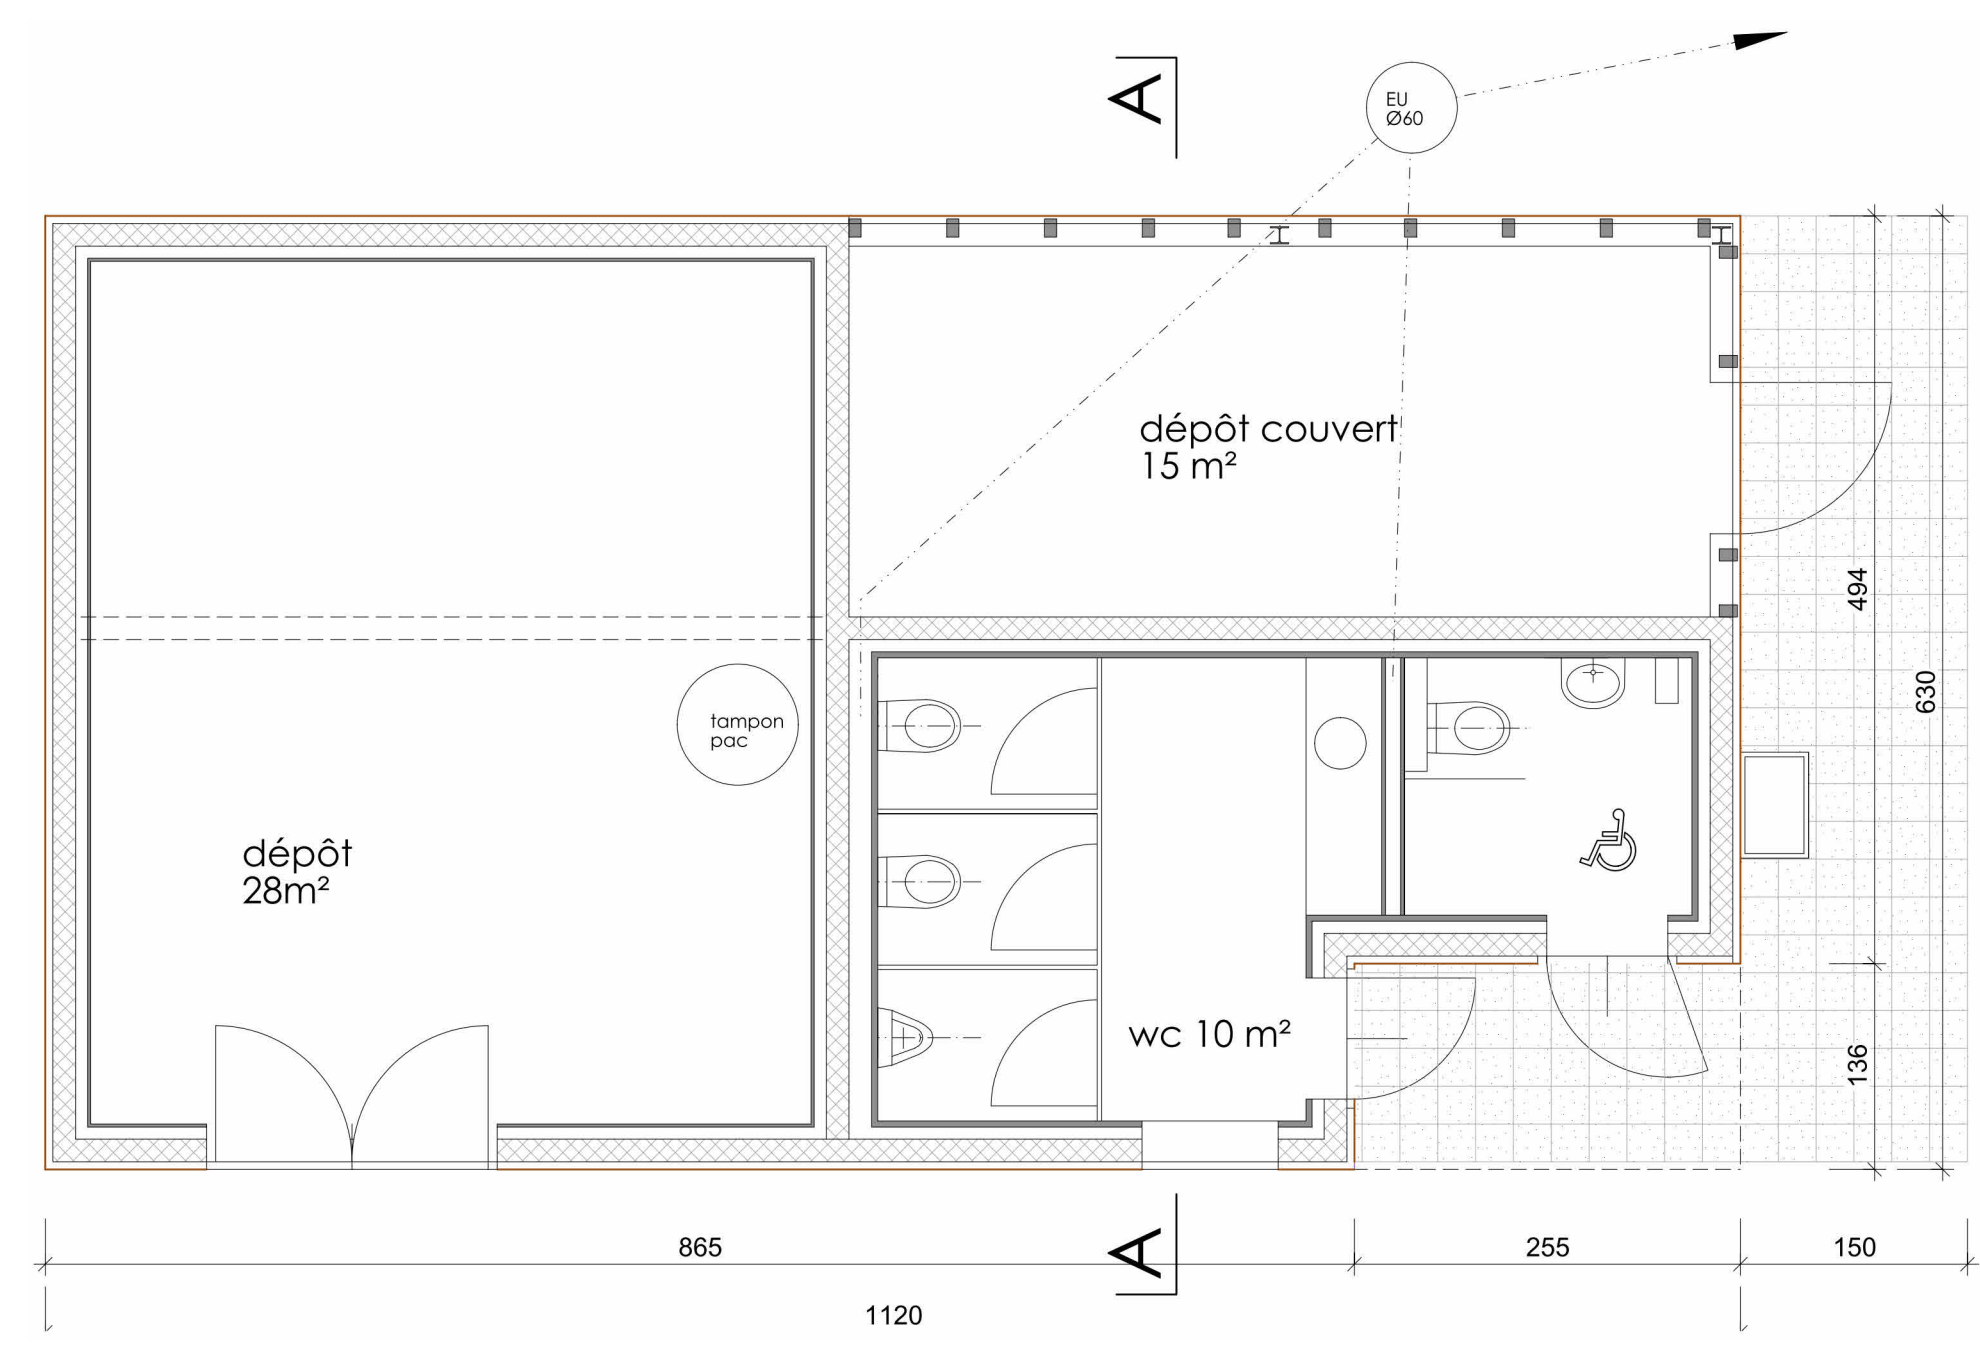 A
EU
Ø60
dépôt couvert
15 m²
494
630
tampon
pac
dépôt
28m²
wc 10 m²
136
865
A
255
150
1120